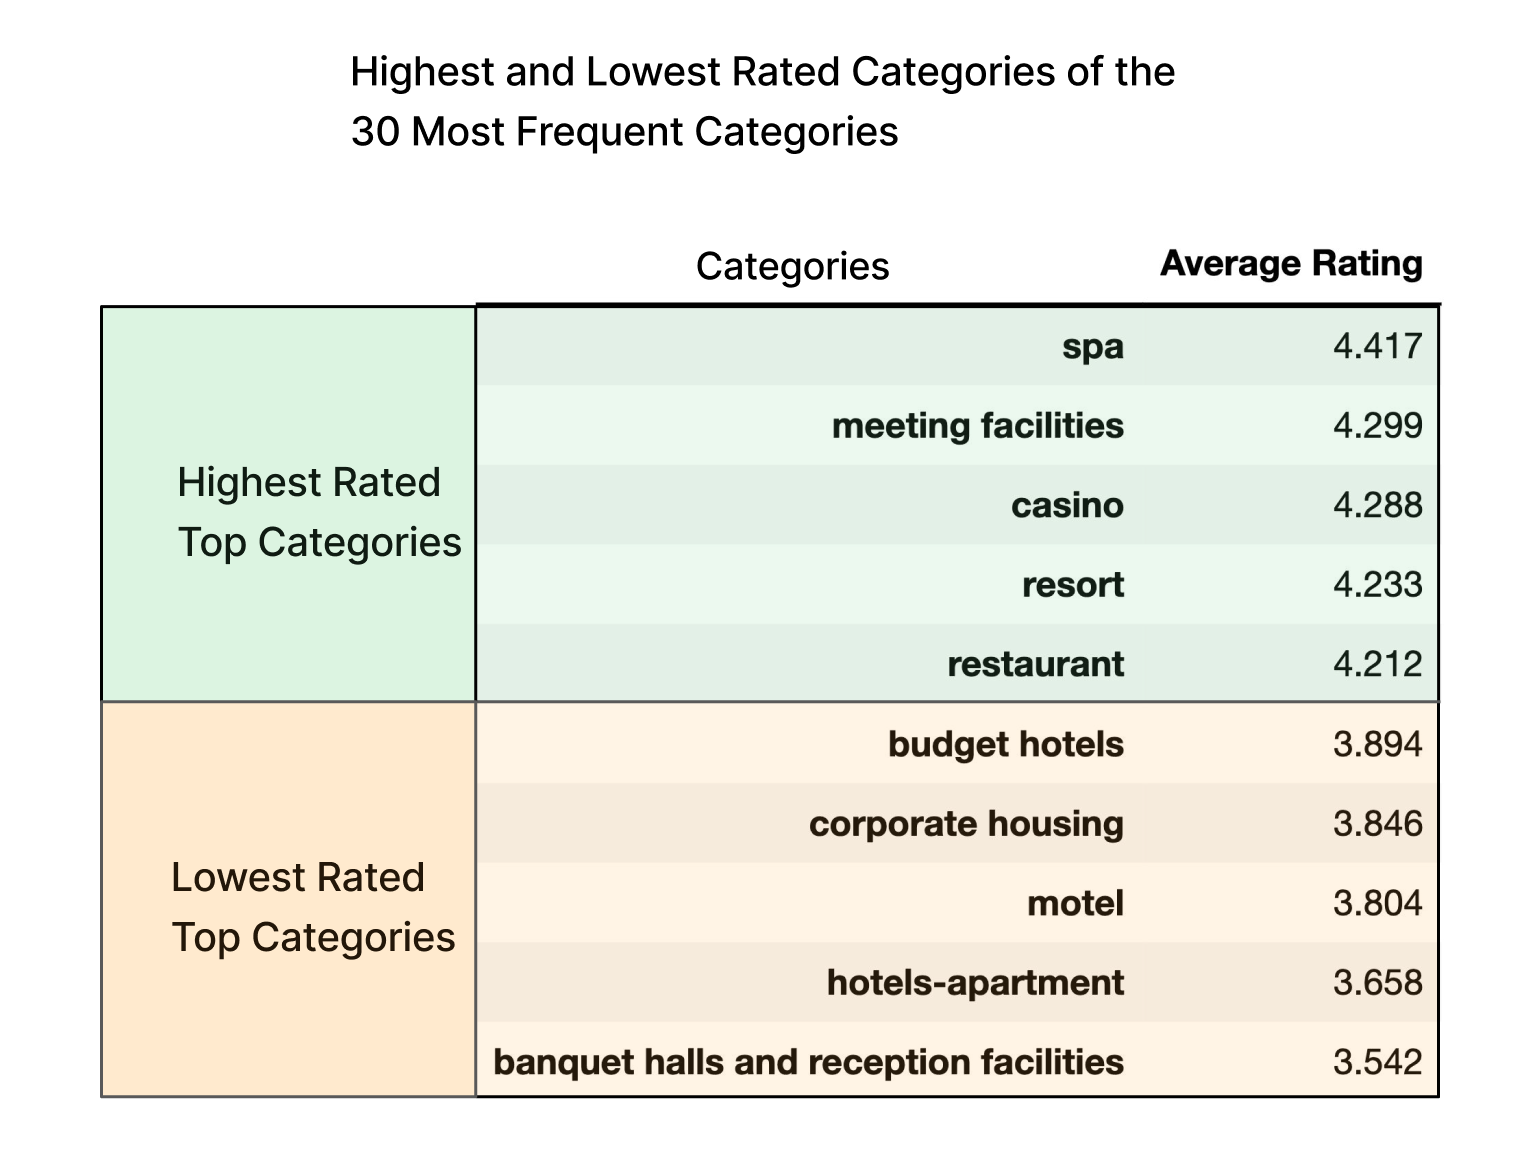 Highest and Lowest Rated Categories of the
30 Most Frequent Categories
Categories Average Rating
Highest Rated
Top Categories
spa 4.417
meeting facilities 4.299
casino 4.288
resort 4.233
restaurant 4.212
Lowest Rated
Top Categories
budget hotels 3.894
corporate housing 3.846
motel 3.804
hotels-apartment 3.658
banquet halls and reception facilities 3.542